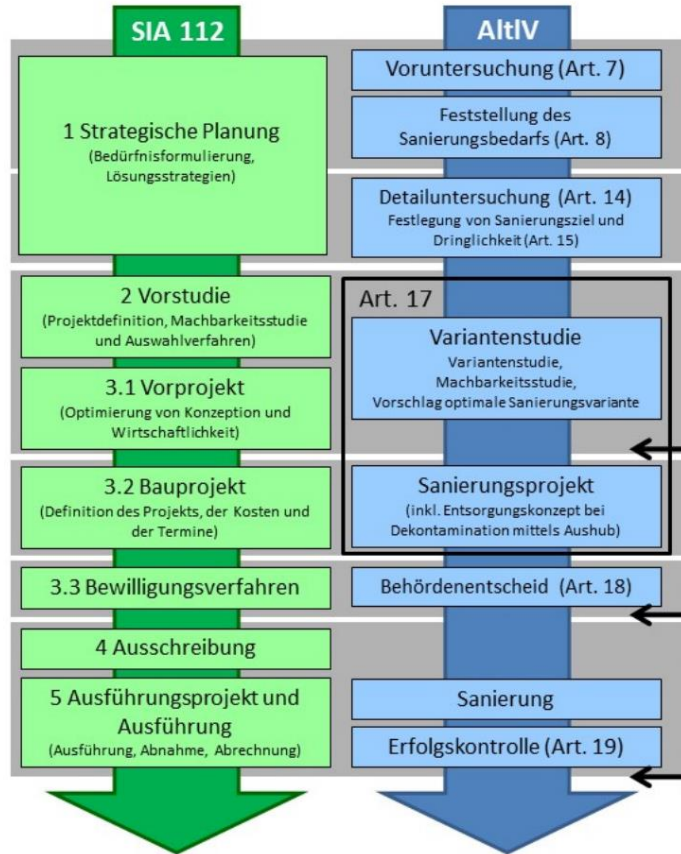 SIA 112
1 Strategische Planung
(Bedürfnisformulierung,
Lösungsstrategien)
2 Vorstudie
(Projektdefinition, Machbarkeitsstudie
und Auswahlverfahren)
3.1 Vorprojekt
(Optimierung von Konzeption und
Wirtschaftlichkeit)
3.2 Bauprojekt
(Definition des Projekts, der Kosten und
der Termine)
3.3 Bewilligungsverfahren
4 Ausschreibung
5 Ausführungsprojekt und
Ausführung
(Ausführung, Abnahme, Abrechnung)
AltlV
Voruntersuchung (Art. 7)
Feststellung des
Sanierungsbedarfs (Art. 8)
Detailuntersuchung (Art. 14)
Festlegung von Sanierungsziel und
Dringlichkeit (Art. 15)
Art. 17
Variantenstudie
Variantenstudie,
Machbarkeitsstudie,
Vorschlag optimale Sanierungsvariante
Sanierungsprojekt
(inkl. Entsorgungskonzept bei
Dekontamination mittels Aushub)
Behördenentscheid (Art. 18)
Sanierung
Erfolgskontrolle (Art. 19)